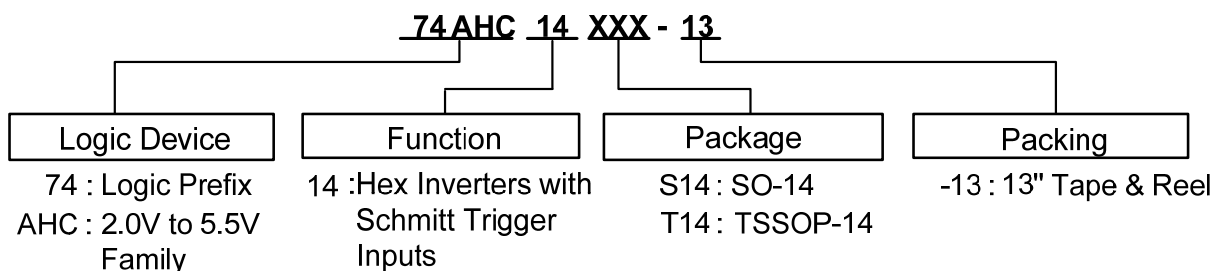 74 AHC 14 XXX - 13
Logic Device
Function
Package
Packing
74 : Logic Prefix
AHC : 2.0V to 5.5V
Family
14 :Hex Inverters with
Schmitt Trigger
Inputs
S14 : SO-14
T14 : TSSOP-14
-13 : 13" Tape & Reel